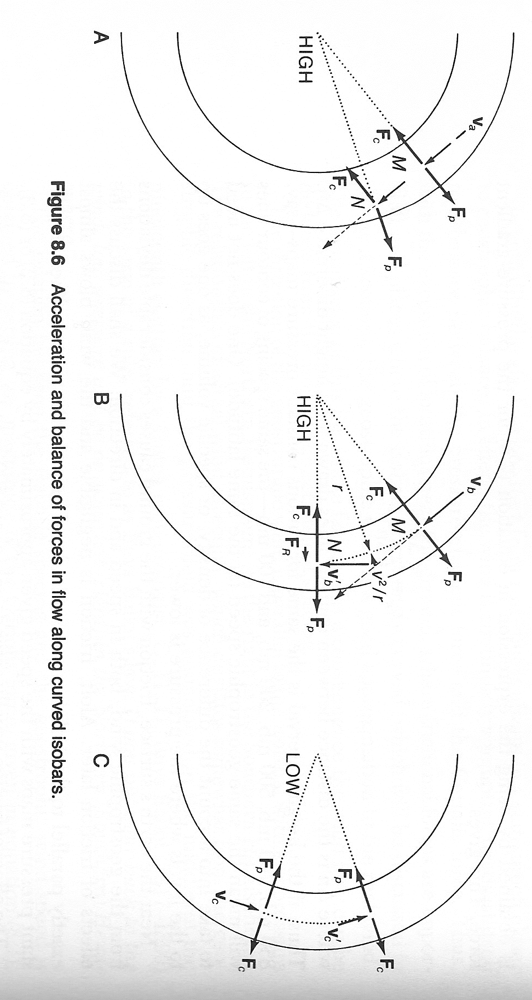 A
HIGH
v_a
F_c
M
F_p
F_c
N
F_p
B
HIGH
r
v_b
F_c
M
F_p
v²/r
F_c
N
F_R
v_b'
F_p
C
LOW
F_p
F_p
v_c
v_c'
F_c
F_c
Figure 8.6 Acceleration and balance of forces in flow along curved isobars.